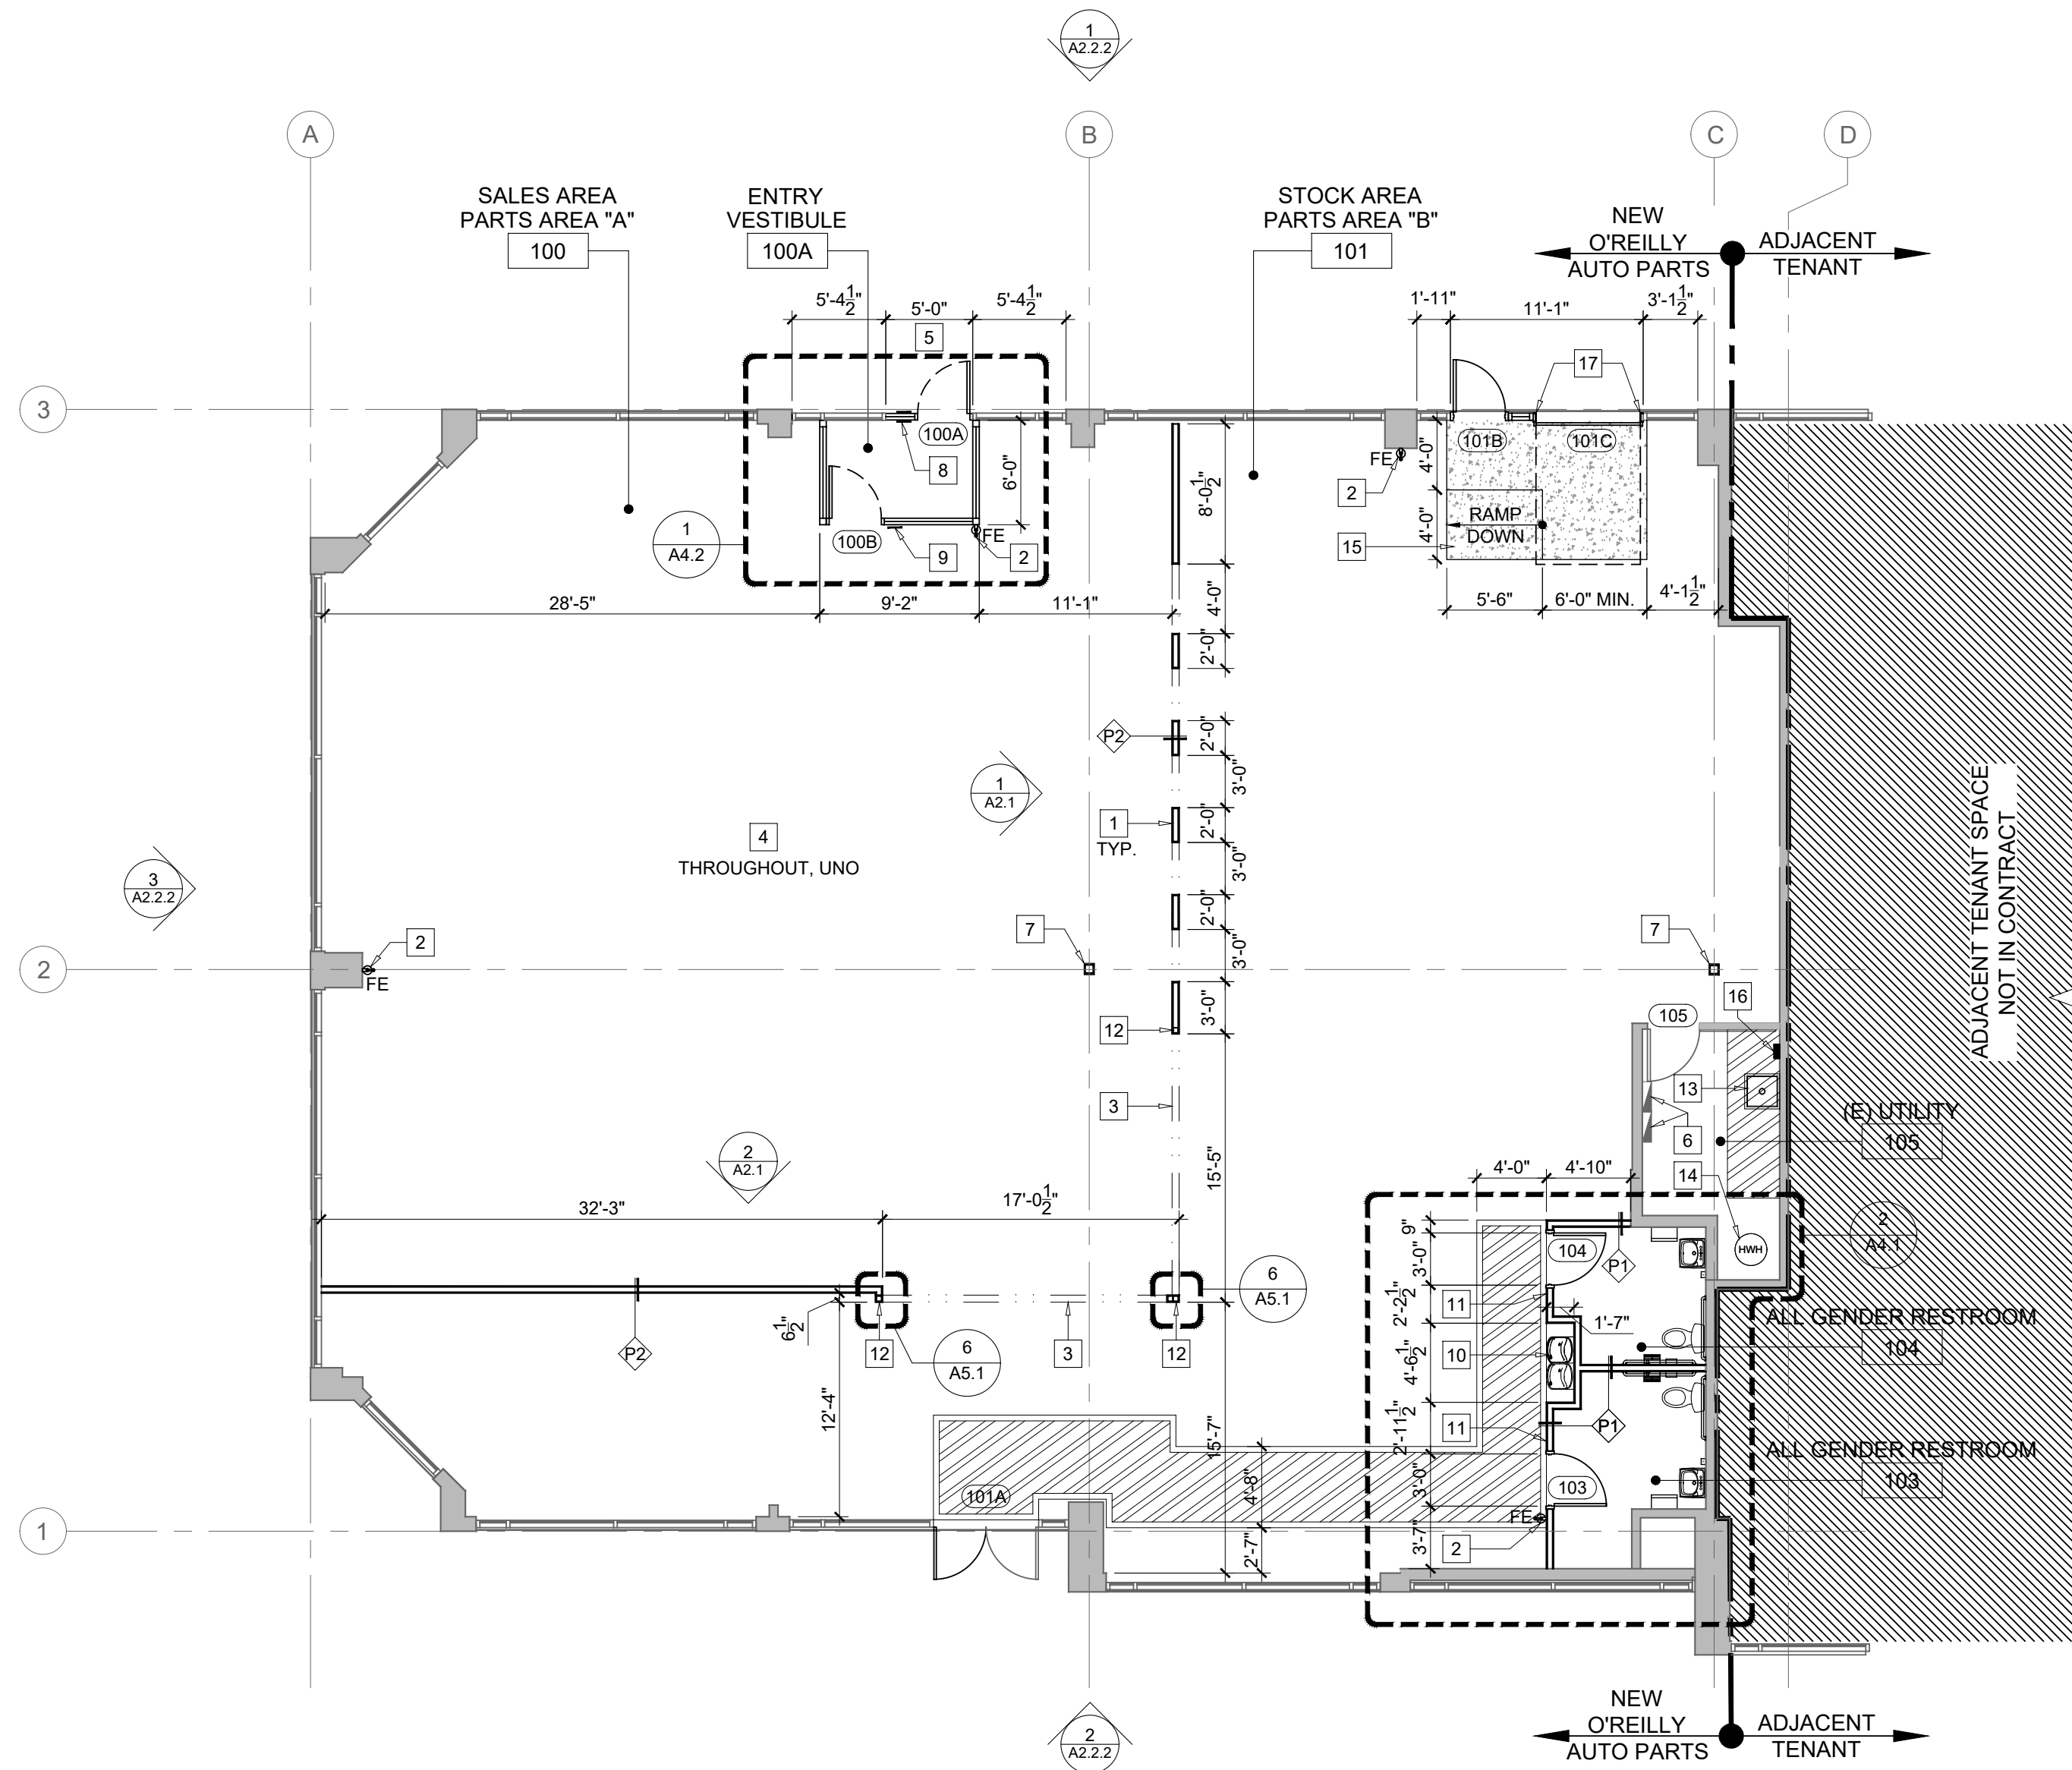 1
A2.2.2
A
B
C
D
SALES AREA
PARTS AREA "A"
100
ENTRY
VESTIBULE
100A
STOCK AREA
PARTS AREA "B"
101
NEW
O'REILLY
AUTO PARTS
ADJACENT
TENANT
5'-4 1/2"
5'-0"
5'-4 1/2"
1'-11"
11'-1"
3'-1 1/2"
5
17
3
100A
8
6'-0"
FE
2
4'-0"
101B
101C
8'-0 1/2"
1
A4.2
100B
9
FE
2
4'-0"
RAMP
DOWN
15
28'-5"
9'-2"
11'-1"
4'-0"
5'-6"
6'-0" MIN.
4'-1 1/2"
2'-0"
P2
2'-0"
3'-0"
1
A2.1
1
TYP.
2'-0"
3'-0"
4
THROUGHOUT, UNO
3
A2.2.2
2'-0"
3'-0"
ADJACENT TENANT SPACE
NOT IN CONTRACT
2
FE
7
7
2
3'-0"
12
16
105
3
13
(E) UTILITY
105
6
2
A2.1
15'-5"
4'-0"
4'-10"
14
32'-3"
17'-0 1/2"
9"
104
HWH
2
A4.1
3'-0"
P1
6
A5.1
6 1/2"
12
3
12
P2
6
A5.1
2'-2 1/2"
11
1'-7"
ALL GENDER RESTROOM
104
4'-6 1/2"
10
12'-4"
2'-11 1/2"
11
P1
15'-7"
4'-8"
3'-0"
103
ALL GENDER RESTROOM
103
101A
FE
1
2'-7"
3'-7"
2
NEW
O'REILLY
AUTO PARTS
ADJACENT
TENANT
2
A2.2.2